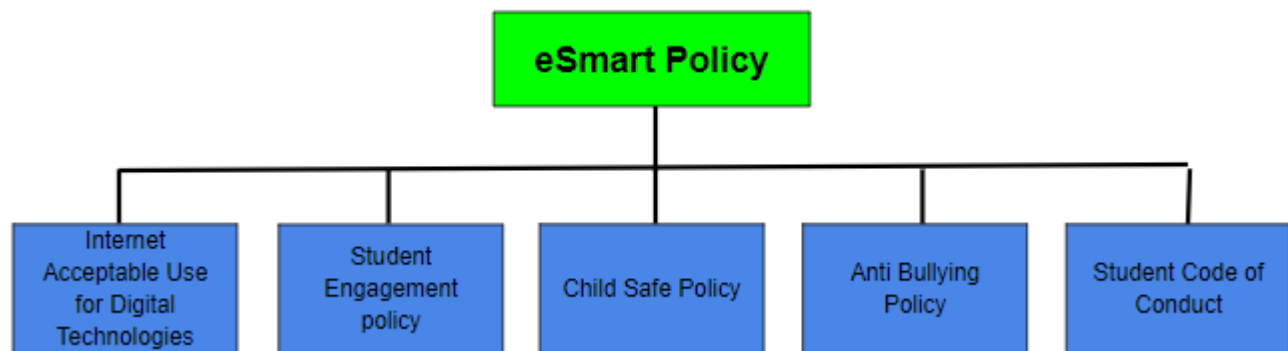 eSmart Policy
Internet
Acceptable Use
for Digital
Technologies
Student
Engagement
policy
Child Safe Policy
Anti Bullying
Policy
Student Code of
Conduct